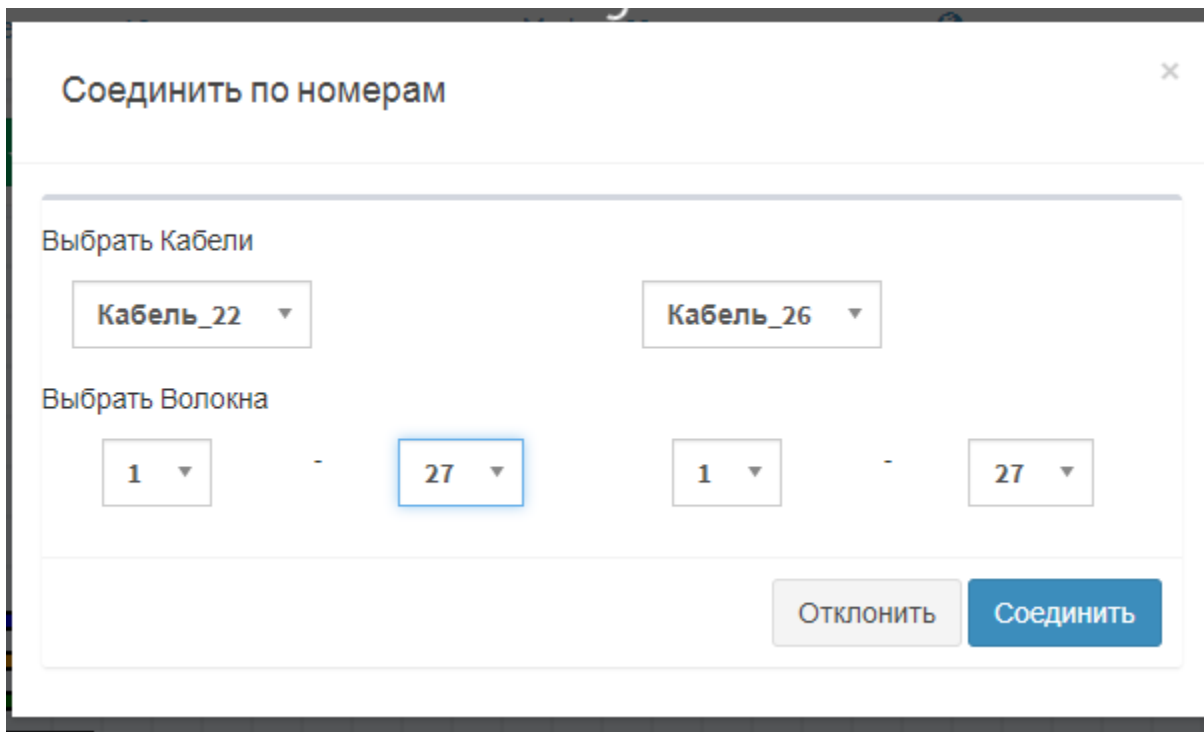 Соединить по номерам ×
Выбрать Кабели
Кабель_22 Кабель_26
Выбрать Волокна
1 - 27 1 - 27
Отклонить Соединить